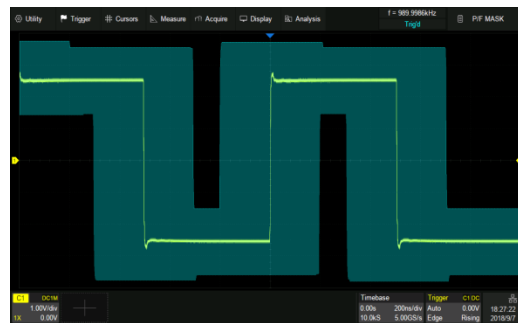 Utility Trigger Cursors Measure Acquire Display Analysis f = 989.9986kHz P/F MASK
Trig'd
C1 DC1M
1.00V/div
1X 0.00V
Timebase
0.00s 200ns/div
10.0kS 5.00GS/s
Trigger C1 DC
Auto 0.00V
Edge Rising
18:27:22
2018/9/7